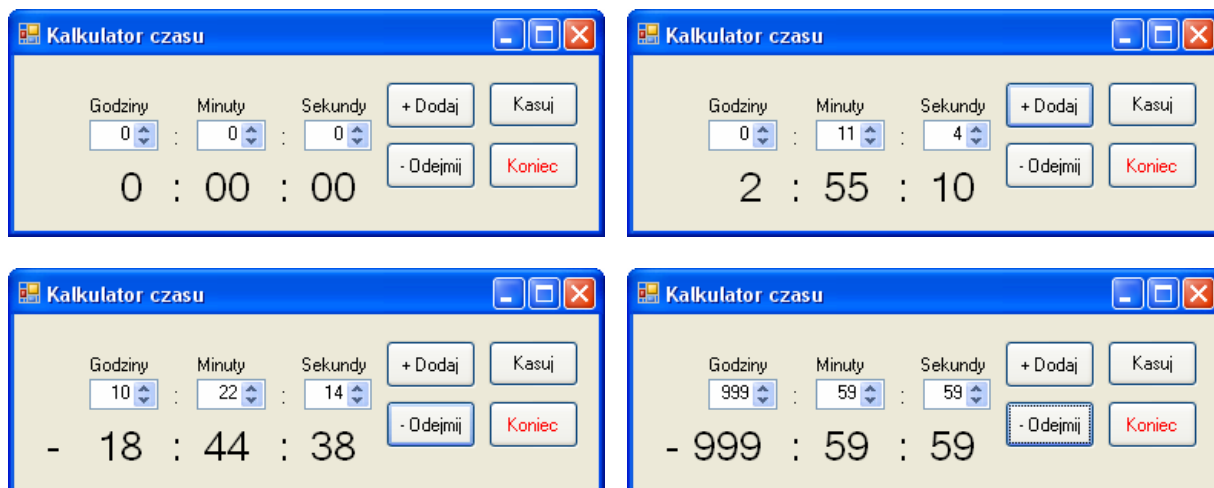 Kalkulator czasu
Godziny Minuty Sekundy + Dodaj Kasuj
0 : 0 : 0
- Odejmij Koniec
0 : 00 : 00
Kalkulator czasu
Godziny Minuty Sekundy + Dodaj Kasuj
0 : 11 : 4
- Odejmij Koniec
2 : 55 : 10
Kalkulator czasu
Godziny Minuty Sekundy + Dodaj Kasuj
10 : 22 : 14
- Odejmij Koniec
- 18 : 44 : 38
Kalkulator czasu
Godziny Minuty Sekundy + Dodaj Kasuj
999 : 59 : 59
- Odejmij Koniec
- 999 : 59 : 59